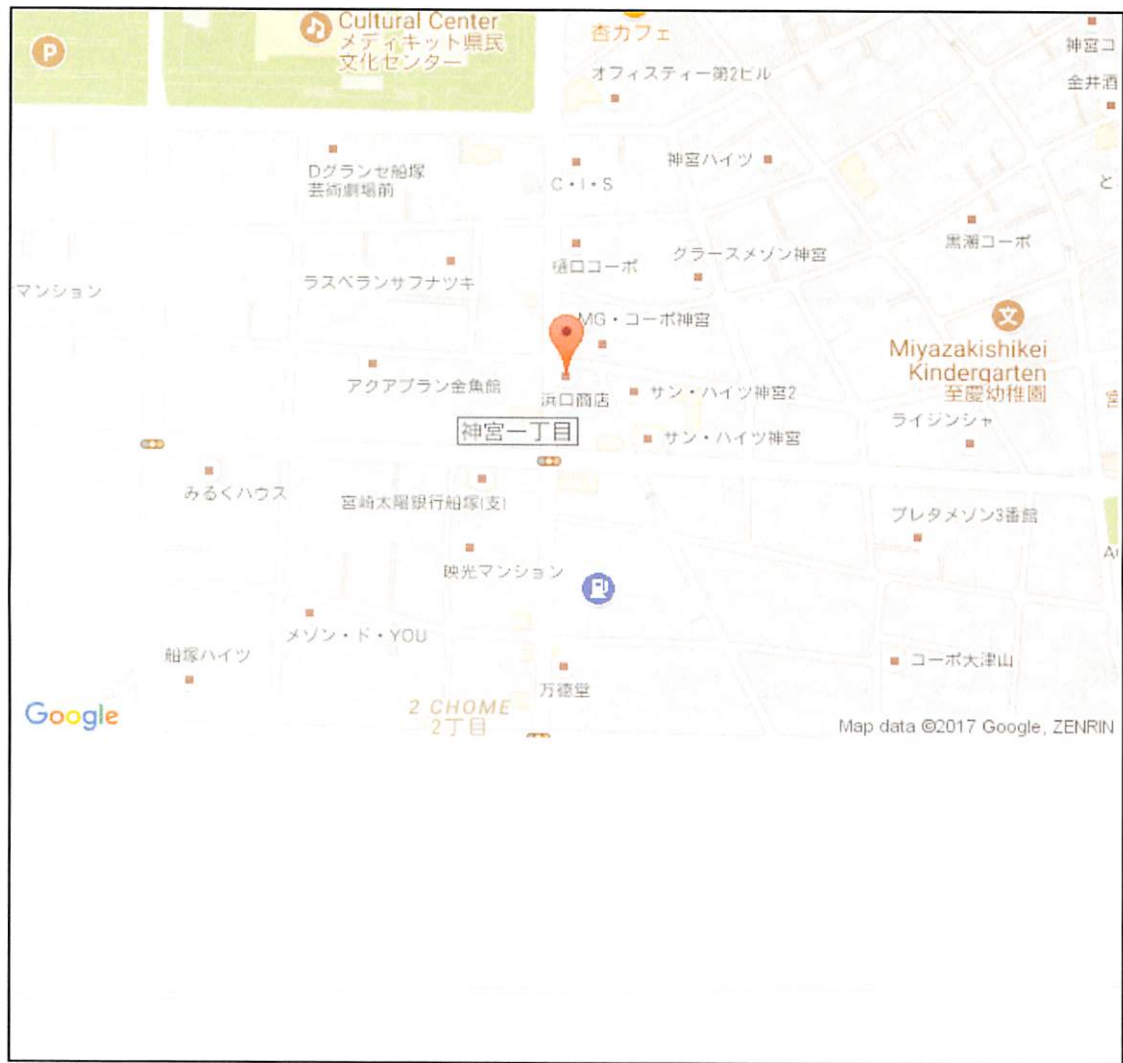 Cultural Center
メディキット県民
文化センター
杏カフェ
神宮コ
オフィスティー第2ビル
金井酒
Dグランセ船塚
芸術劇場前
C・I・S
神宮ハイツ
と
黒潮コーポ
樋口コーポ
グラースメゾン神宮
ラスベランサフナツキ
マンション
MG・コーポ神宮
文
Miyazakishikei
Kindergarten
至慶幼稚園
アクアブラン金魚館
浜口商店
サン・ハイツ神宮2
ライジンシャ
神宮一丁目
サン・ハイツ神宮
みるくハウス
宮崎太陽銀行船塚(支)
プレタメゾン3番館
映光マンション
メゾン・ド・YOU
船塚ハイツ
コーポ大津山
万徳堂
P
2 CHOME
2丁目
Google
Map data ©2017 Google, ZENRIN